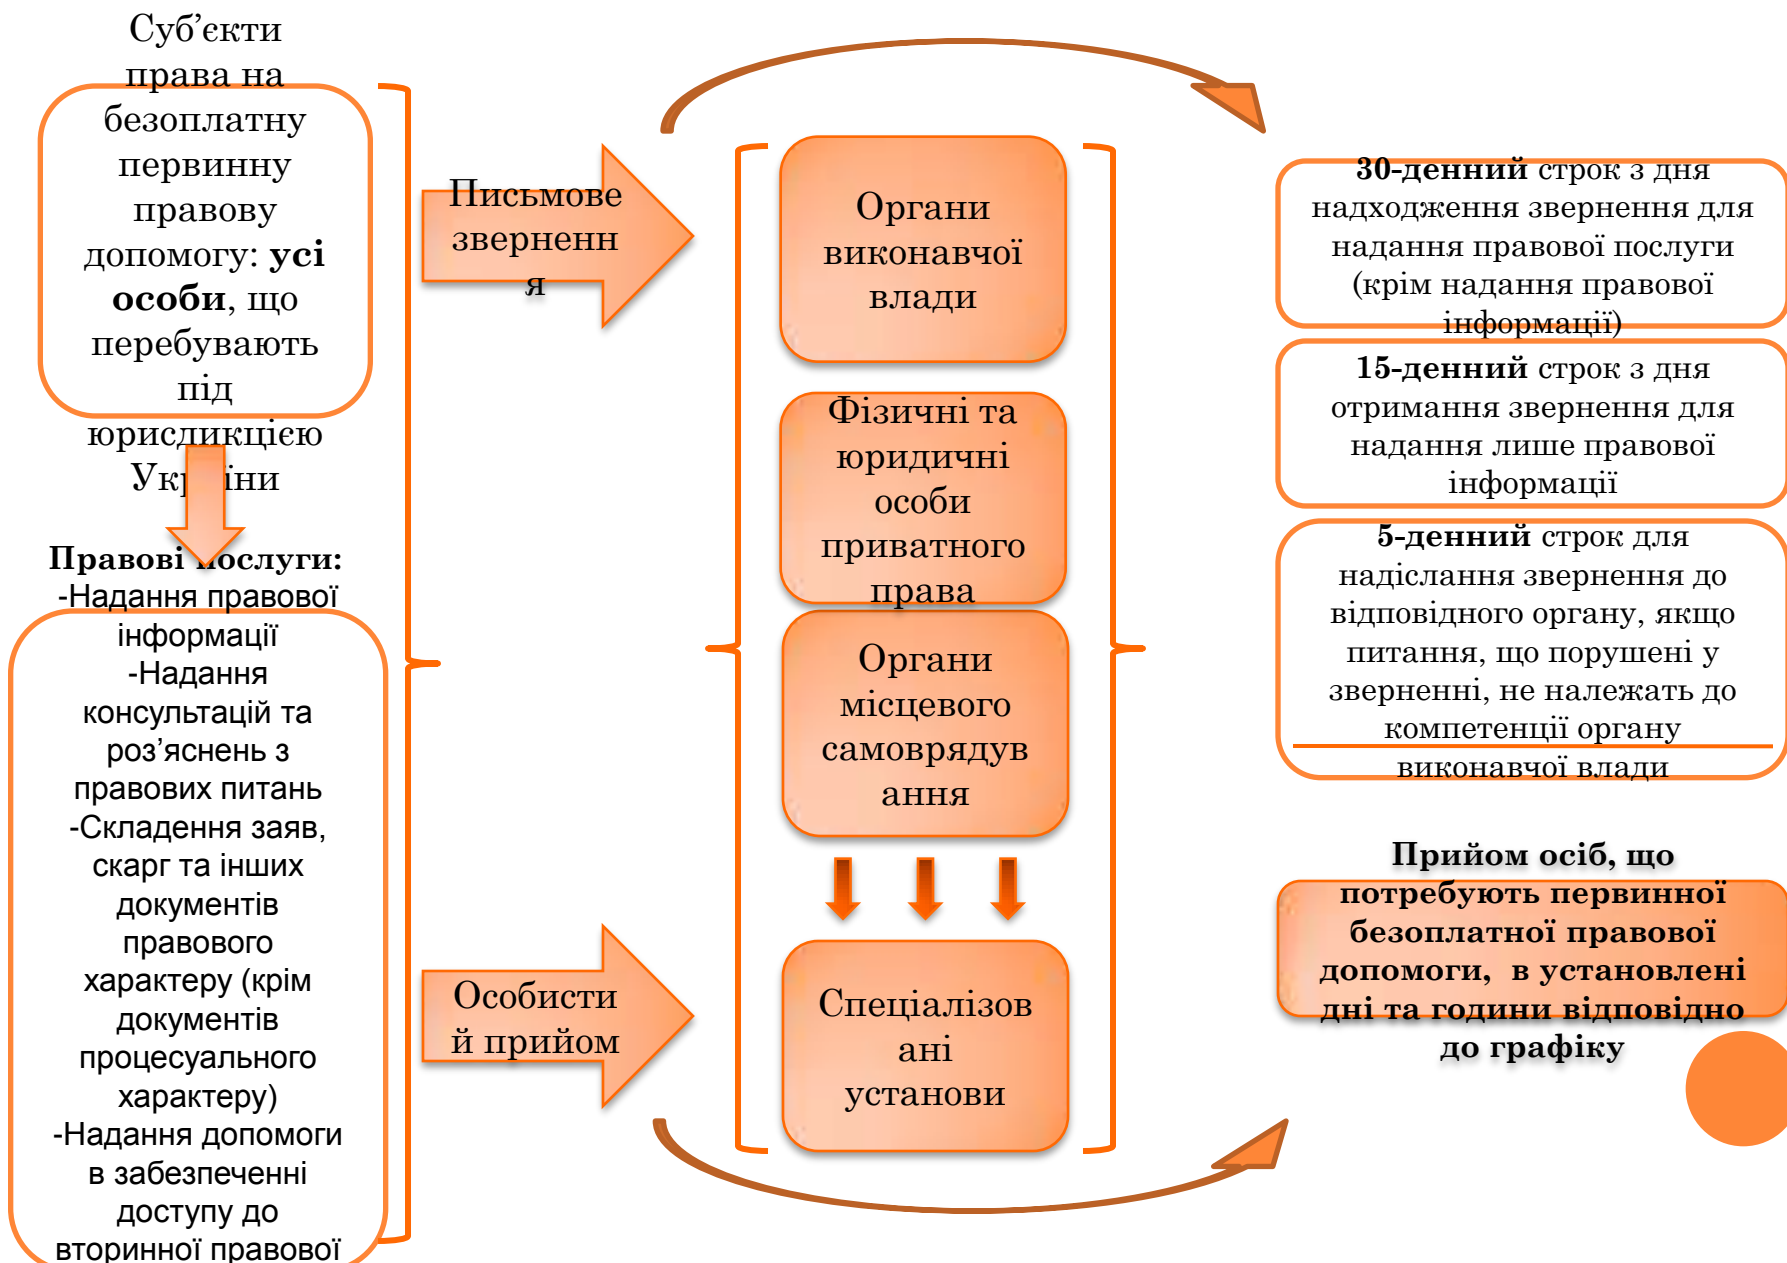 Суб’єкти
права на
безоплатну
первинну
правову
допомогу: усі
особи, що
перебувають
під
юрисдикцією
України
Правові послуги:
-Надання правової
інформації
-Надання
консультацій та
роз’яснень з
правових питань
-Складення заяв,
скарг та інших
документів
правового
характеру (крім
документів
процесуального
характеру)
-Надання допомоги
в забезпеченні
доступу до
вторинної правової
Письмове
зверненн
я
Особисти
й прийом
Органи
виконавчої
влади
Фізичні та
юридичні
особи
приватного
права
Органи
місцевого
самоврядув
ання
Спеціалізов
ані
установи
30-денний строк з дня
надходження звернення для
надання правової послуги
(крім надання правової
інформації)
15-денний строк з дня
отримання звернення для
надання лише правової
інформації
5-денний строк для
надіслання звернення до
відповідного органу, якщо
питання, що порушені у
зверненні, не належать до
компетенції органу
виконавчої влади
Прийом осіб, що
потребують первинної
безоплатної правової
допомоги, в установлені
дні та години відповідно
до графіку